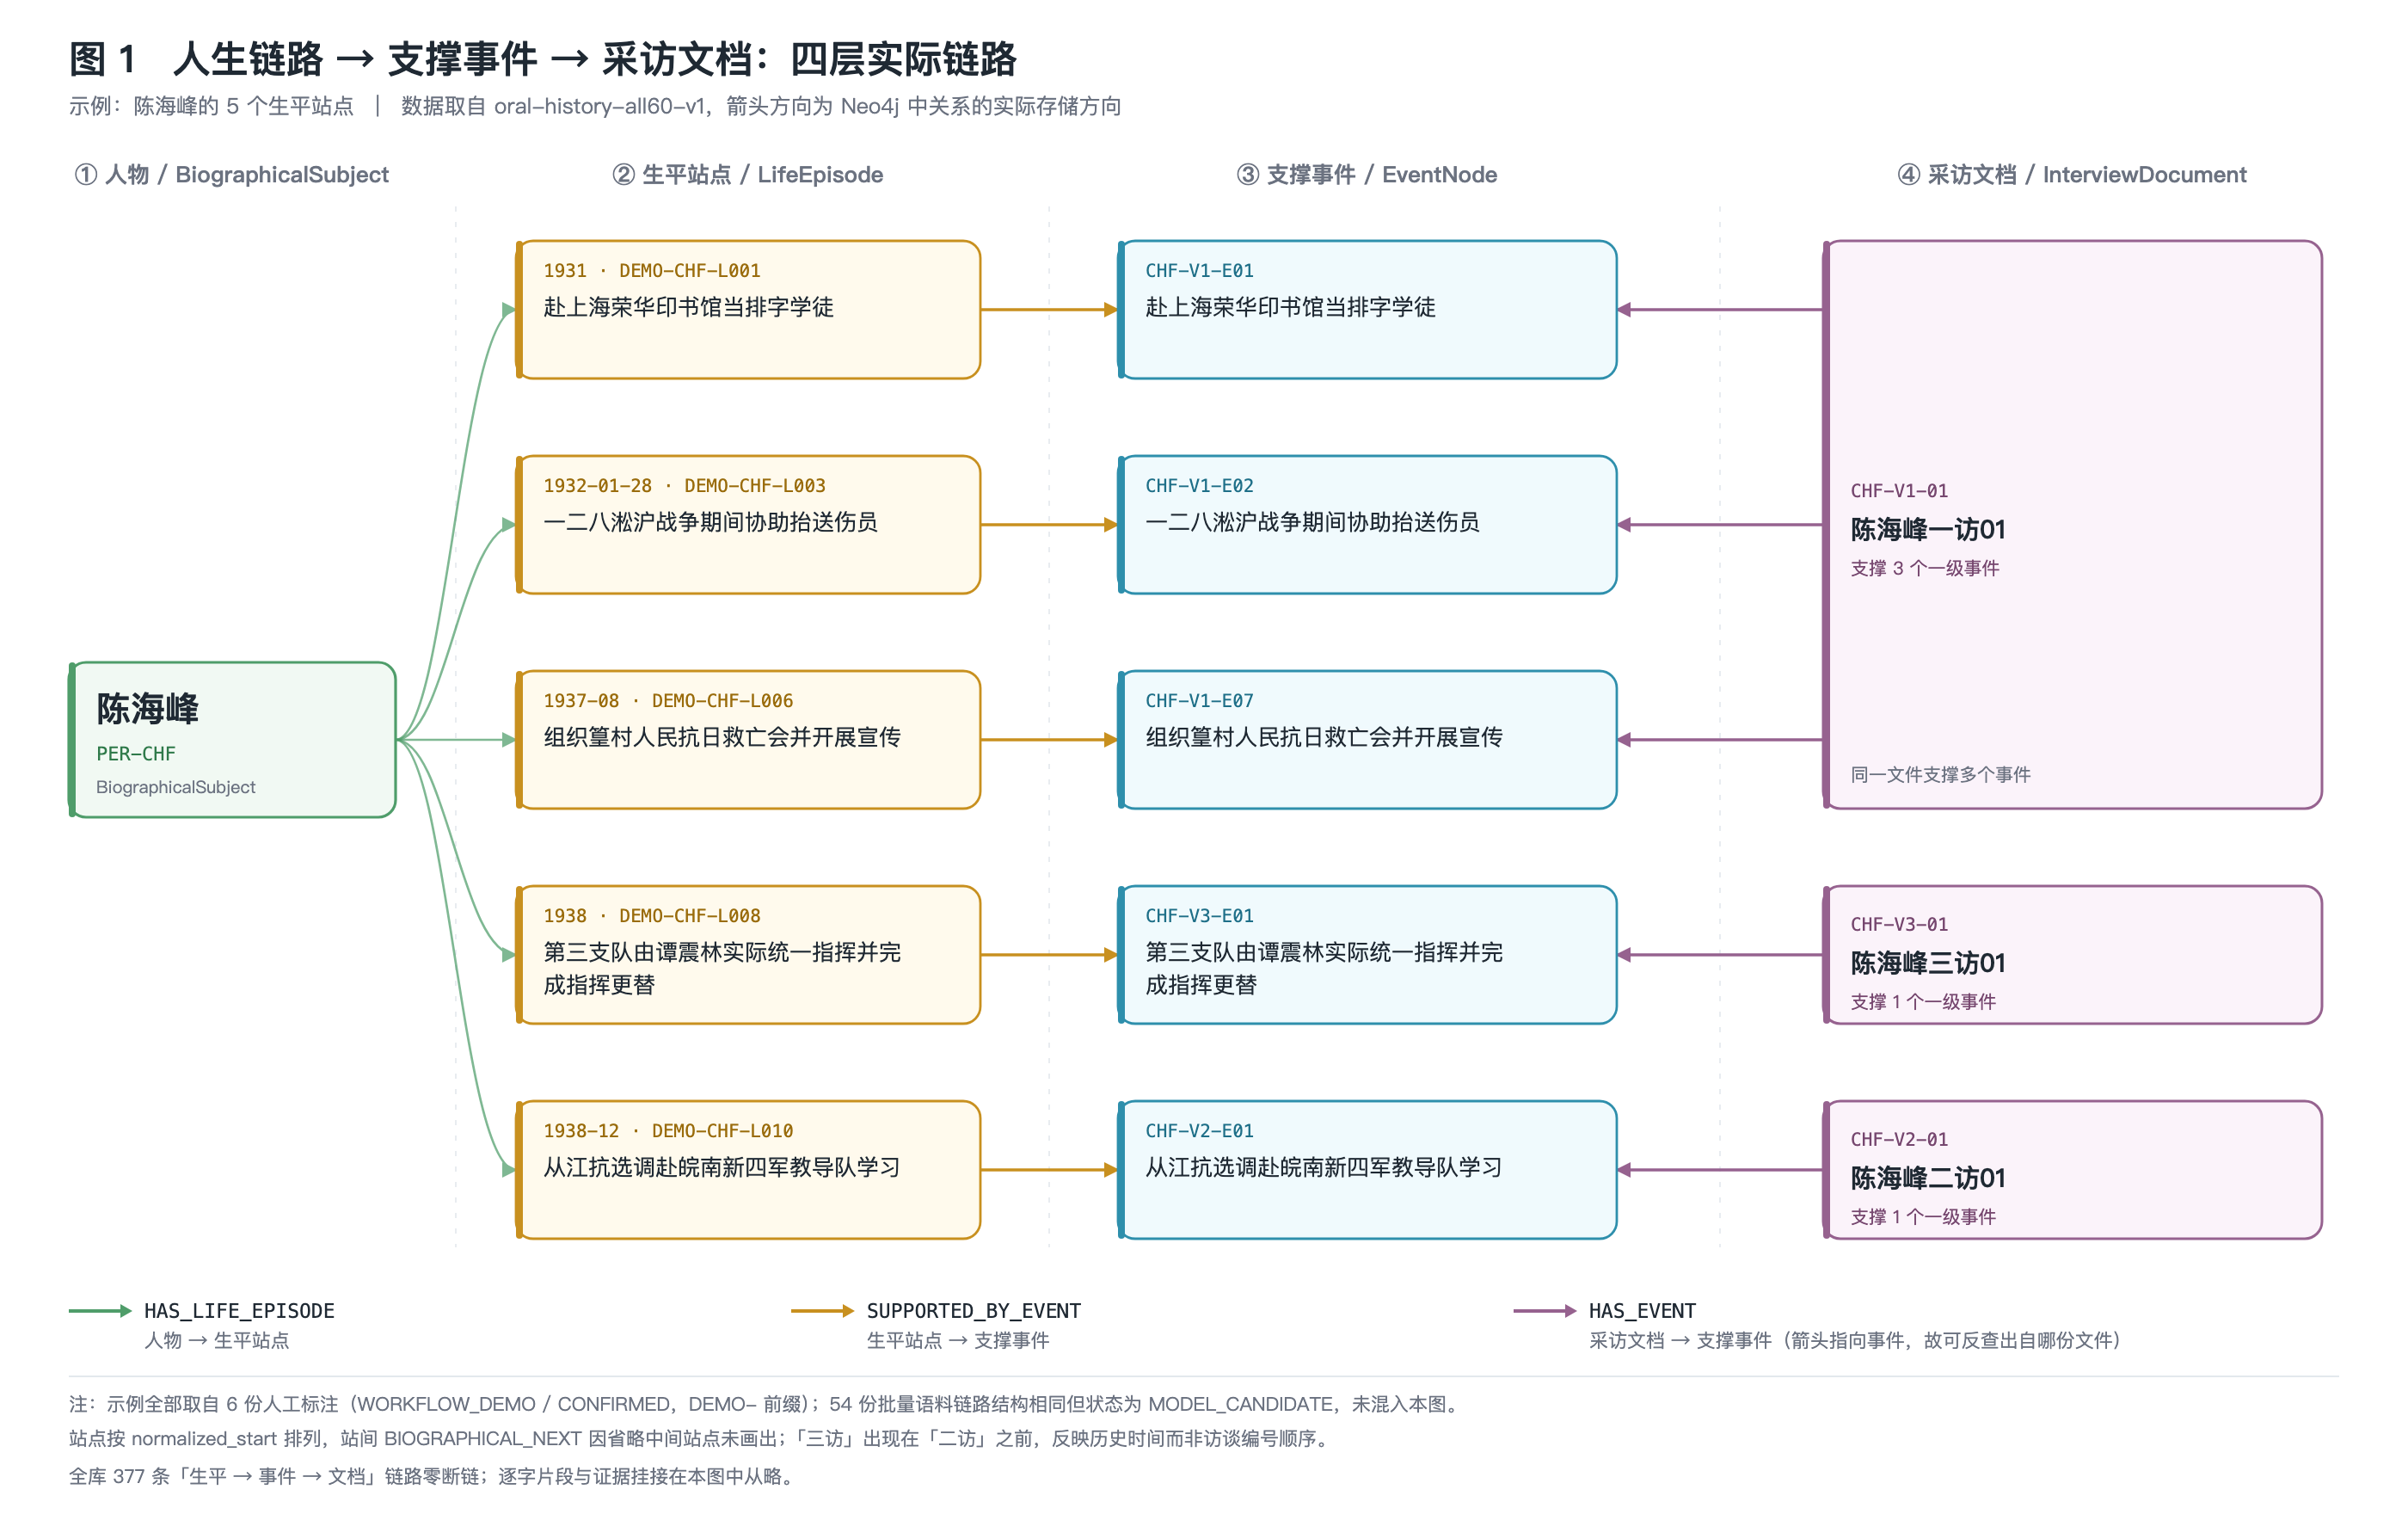 图 1 人生链路 → 支撑事件 → 采访文档：四层实际链路
示例：陈海峰的 5 个生平站点 ｜ 数据取自 oral-history-all60-v1，箭头方向为 Neo4j 中关系的实际存储方向
① 人物 / BiographicalSubject
② 生平站点 / LifeEpisode
③ 支撑事件 / EventNode
④ 采访文档 / InterviewDocument
陈海峰
PER-CHF
BiographicalSubject
1931 · DEMO-CHF-L001
赴上海荣华印书馆当排字学徒
CHF-V1-E01
赴上海荣华印书馆当排字学徒
1932-01-28 · DEMO-CHF-L003
一二八淞沪战争期间协助抬送伤员
CHF-V1-E02
一二八淞沪战争期间协助抬送伤员
1937-08 · DEMO-CHF-L006
组织篁村人民抗日救亡会并开展宣传
CHF-V1-E07
组织篁村人民抗日救亡会并开展宣传
CHF-V1-01
陈海峰一访01
支撑 3 个一级事件
同一文件支撑多个事件
1938 · DEMO-CHF-L008
第三支队由谭震林实际统一指挥并完
成指挥更替
CHF-V3-E01
第三支队由谭震林实际统一指挥并完
成指挥更替
CHF-V3-01
陈海峰三访01
支撑 1 个一级事件
1938-12 · DEMO-CHF-L010
从江抗选调赴皖南新四军教导队学习
CHF-V2-E01
从江抗选调赴皖南新四军教导队学习
CHF-V2-01
陈海峰二访01
支撑 1 个一级事件
HAS_LIFE_EPISODE
人物 → 生平站点
SUPPORTED_BY_EVENT
生平站点 → 支撑事件
HAS_EVENT
采访文档 → 支撑事件（箭头指向事件，故可反查出自哪份文件）
注：示例全部取自 6 份人工标注（WORKFLOW_DEMO / CONFIRMED，DEMO- 前缀）；54 份批量语料链路结构相同但状态为 MODEL_CANDIDATE，未混入本图。
站点按 normalized_start 排列，站间 BIOGRAPHICAL_NEXT 因省略中间站点未画出；「三访」出现在「二访」之前，反映历史时间而非访谈编号顺序。
全库 377 条「生平 → 事件 → 文档」链路零断链；逐字片段与证据挂接在本图中从略。